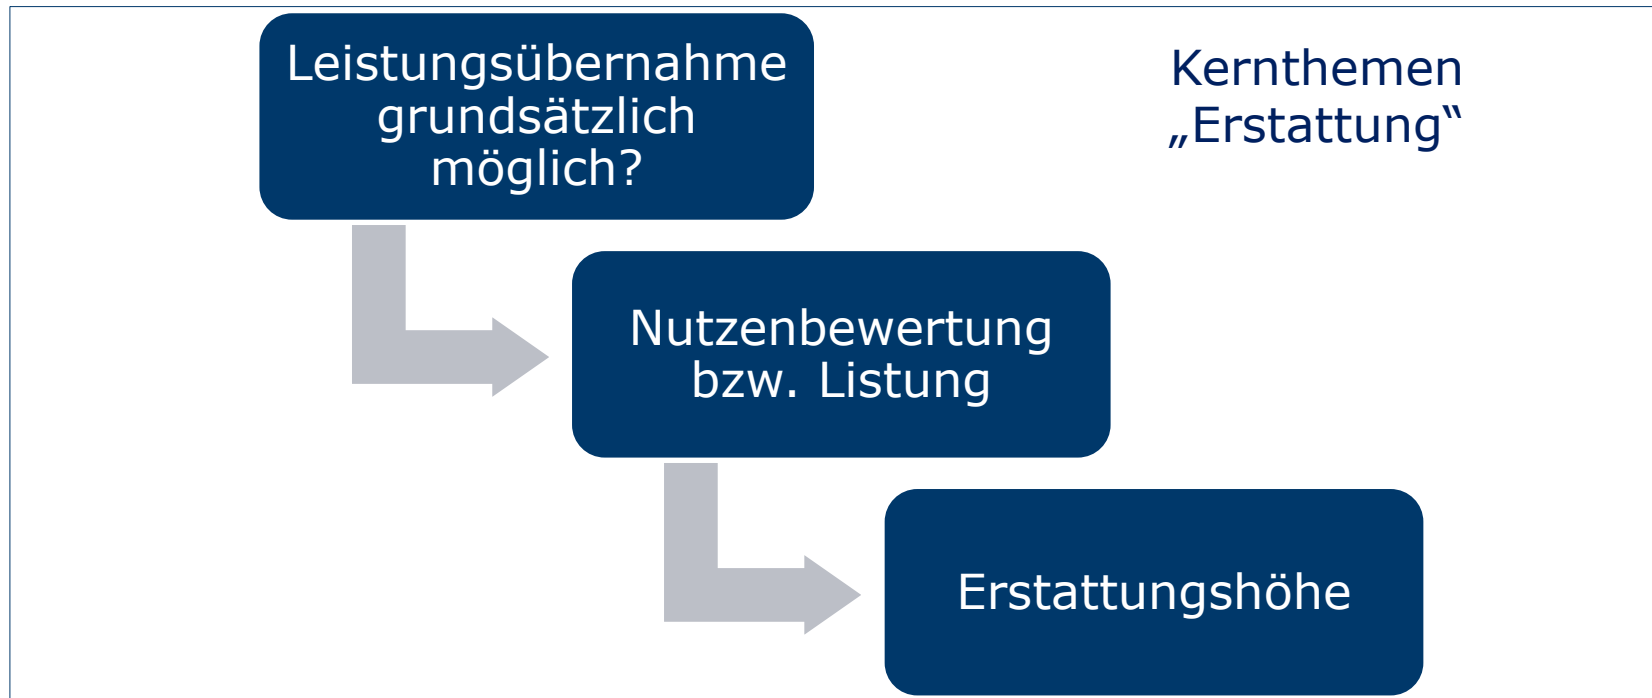 Leistungsübernahme
grundsätzlich
möglich?
Kernthemen
„Erstattung“
Nutzenbewertung
bzw. Listung
Erstattungshöhe